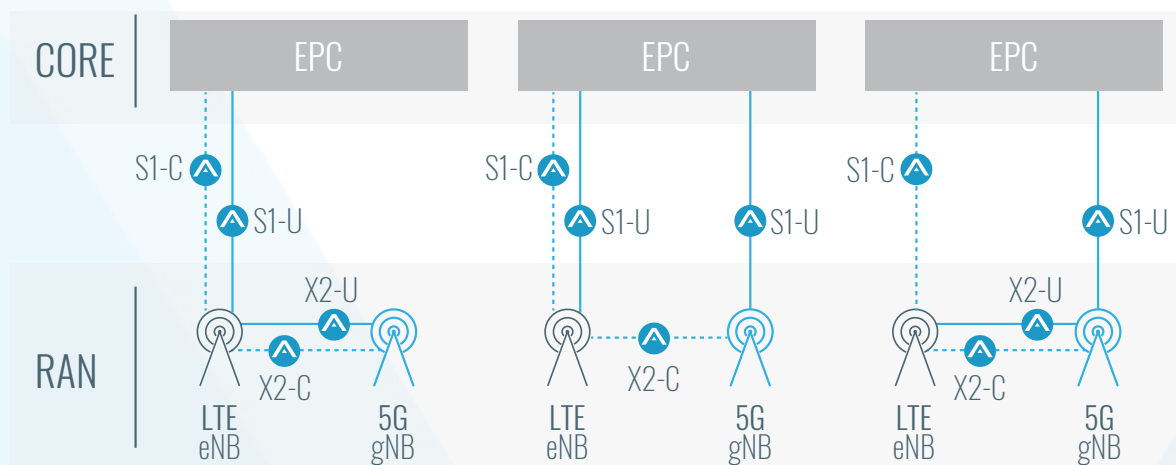 CORE
EPC
EPC
EPC
S1-C
S1-C
S1-C
S1-U
S1-U
S1-U
S1-U
X2-U
X2-U
RAN
X2-C
X2-C
X2-C
LTE
eNB
5G
gNB
LTE
eNB
5G
gNB
LTE
eNB
5G
gNB